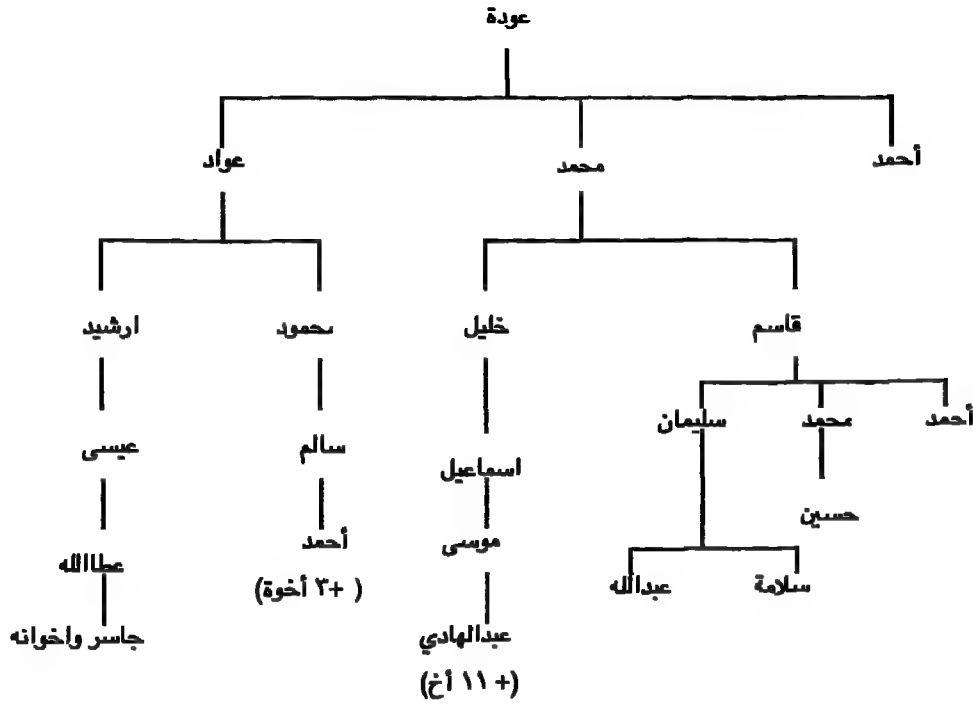 عودة
أحمد محمد عواد
قاسم خليل محمود ارشيد
أحمد محمد سليمان
سالم عيسى
اسماعيل
حسين
موسى أحمد عطاالله
سلامة عبدالله (+٣ أخوة)
عبدالهادي جاسر واخوانه
(+ ١١ أخ)